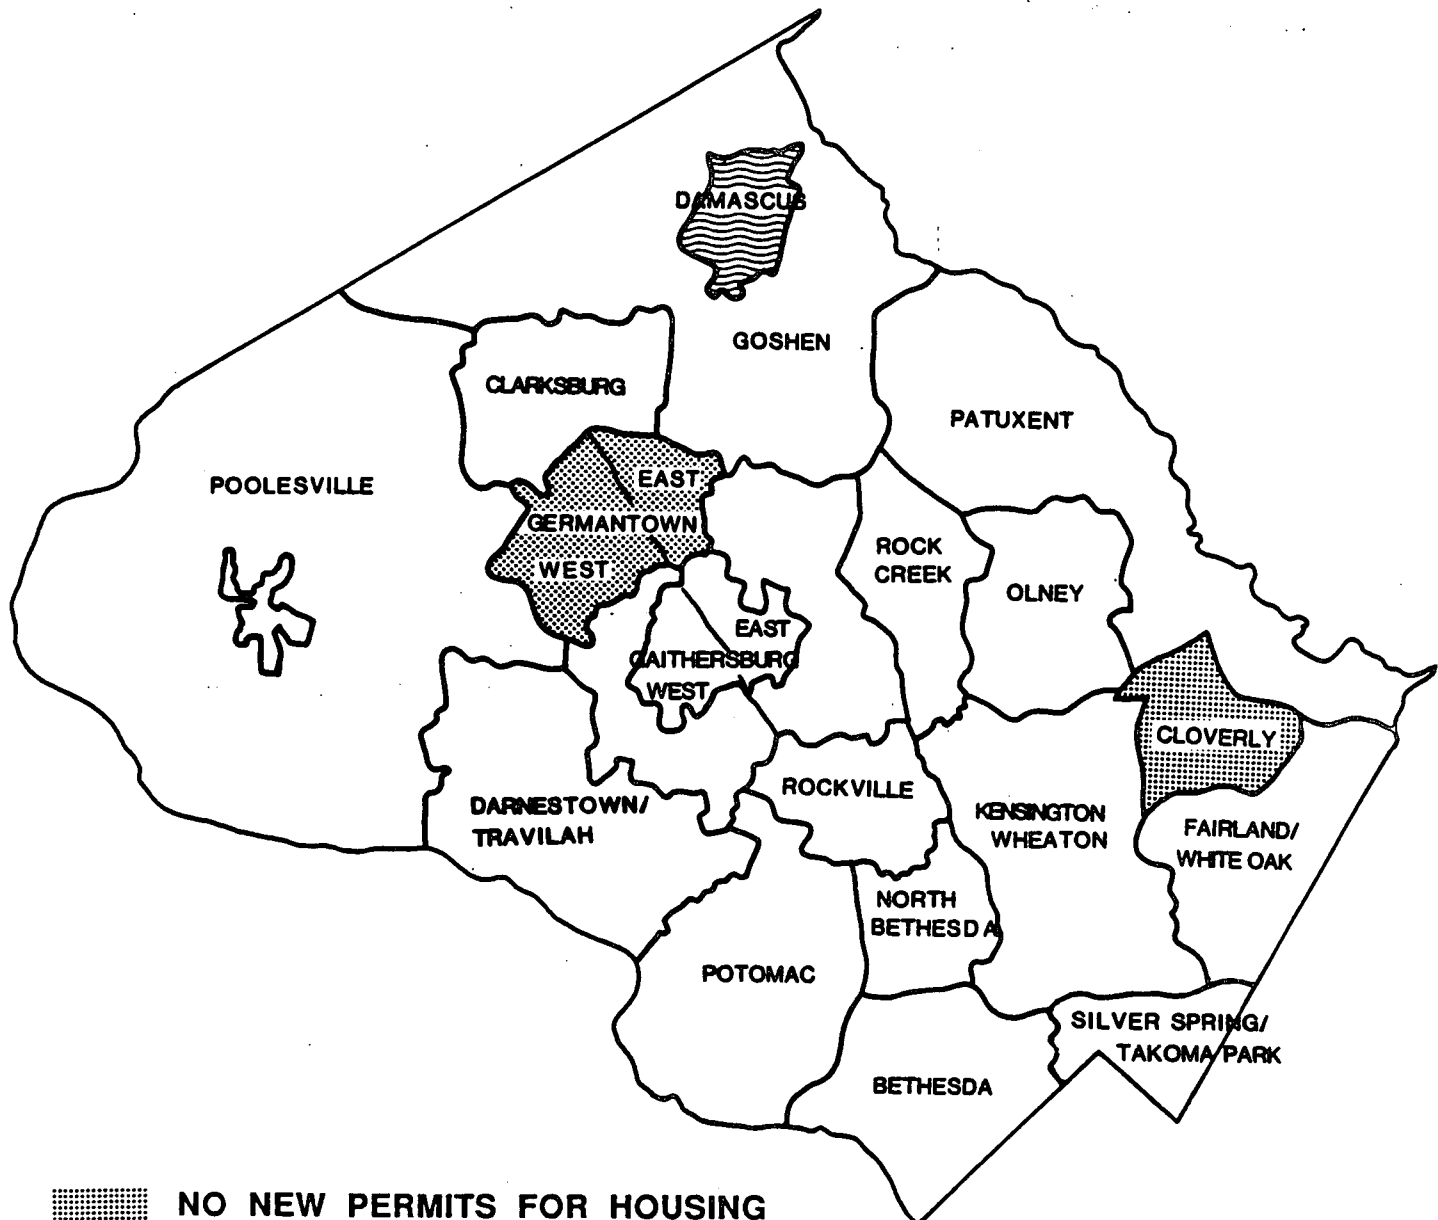 DAMASCUS
GOSHEN
CLARKSBURG
PATUXENT
POOLESVILLE
EAST
GERMANTOWN
WEST
ROCK
CREEK
OLNEY
EAST
GAITHERSBURG
WEST
CLOVERLY
ROCKVILLE
DARNESTOWN/
TRAVILAH
KENSINGTON
WHEATON
FAIRLAND/
WHITE OAK
NORTH
BETHESDA
POTOMAC
SILVER SPRING/
TAKOMA PARK
BETHESDA
NO NEW PERMITS FOR HOUSING